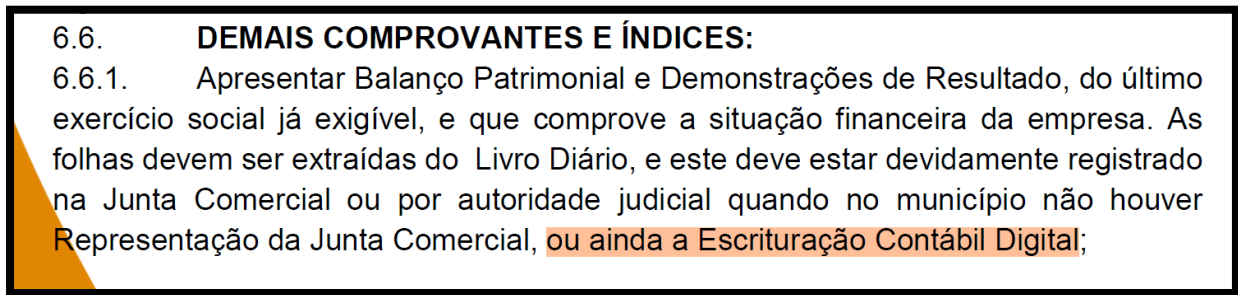 6.6. DEMAIS COMPROVANTES E ÍNDICES:
6.6.1. Apresentar Balanço Patrimonial e Demonstrações de Resultado, do último
exercício social já exigível, e que comprove a situação financeira da empresa. As
folhas devem ser extraídas do Livro Diário, e este deve estar devidamente registrado
na Junta Comercial ou por autoridade judicial quando no município não houver
Representação da Junta Comercial, ou ainda a Escrituração Contábil Digital;